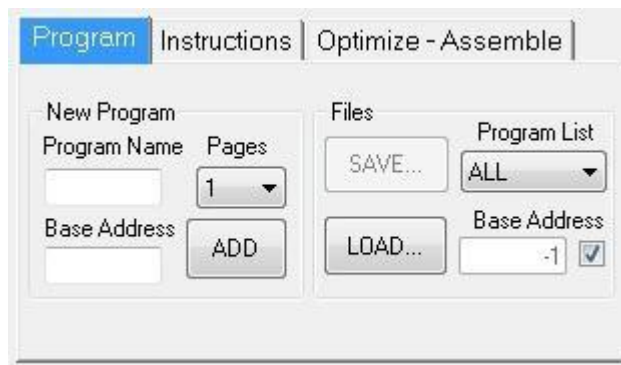 Program Instructions Optimize - Assemble
New Program
Program Name Pages
1
Base Address
ADD
Files
Program List
SAVE... ALL
Base Address
LOAD... -1